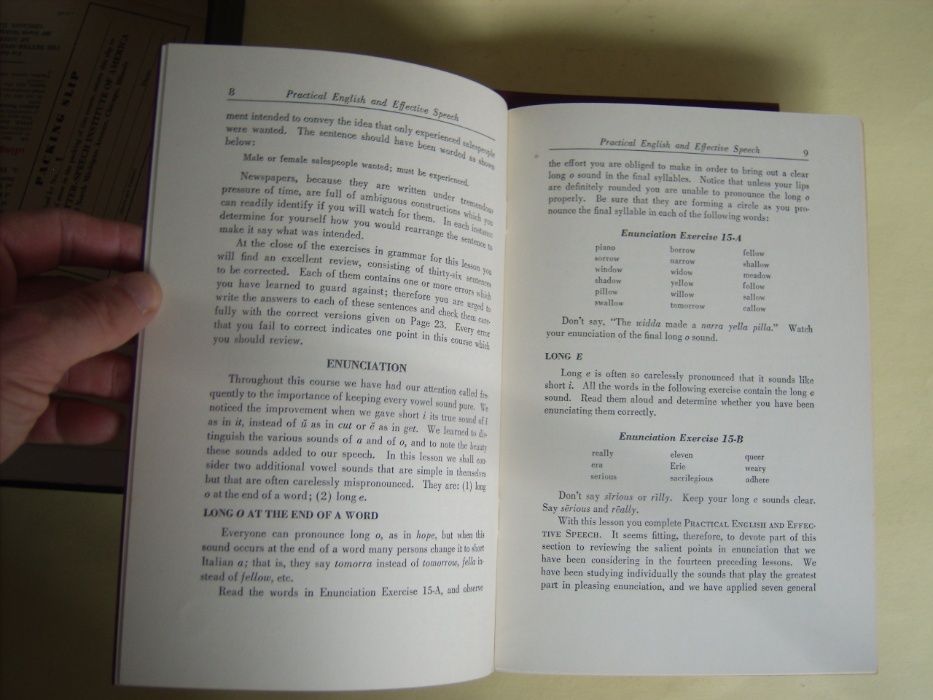 PACKING SLIP
BETTER-SPEECH INSTITUTE OF AMERICA
8 Practical English and Effective Speech
ment intended to convey the idea that only experienced salespeople
were wanted. The sentence should have been worded as shown
below:
Male or female salespeople wanted; must be experienced.
Newspapers, because they are written under tremendous
pressure of time, are full of ambiguous constructions which you
can readily identify if you will watch for them. In each instance
determine for yourself how you would rearrange the sentence to
make it say what was intended.
At the close of the exercises in grammar for this lesson you
will find an excellent review, consisting of thirty-six sentences
to be corrected. Each of them contains one or more errors which
you have learned to guard against; therefore you are urged to
write the answers to each of these sentences and check them care-
fully with the correct versions given on Page 23. Every error
that you fail to correct indicates one point in this course which
you should review.
ENUNCIATION
Throughout this course we have had our attention called fre-
quently to the importance of keeping every vowel sound pure. We
noticed the improvement when we gave short i its true sound of i
as in it, instead of ŭ as in cut or ĕ as in get. We learned to dis-
tinguish the various sounds of a and of o, and to note the beauty
these sounds added to our speech. In this lesson we shall con-
sider two additional vowel sounds that are simple in themselves
but that are often carelessly mispronounced. They are: (1) long
o at the end of a word; (2) long e.
LONG O AT THE END OF A WORD
Everyone can pronounce long o, as in hope, but when this
sound occurs at the end of a word many persons change it to short
Italian a; that is, they say tomorra instead of tomorrow, fella in-
stead of fellow, etc.
Read the words in Enunciation Exercise 15-A, and observe
Practical English and Effective Speech 9
the effort you are obliged to make in order to bring out a clear
long o sound in the final syllables. Notice that unless your lips
are definitely rounded you are unable to pronounce the long o
properly. Be sure that they are forming a circle as you pro-
nounce the final syllable in each of the following words:
Enunciation Exercise 15-A
piano borrow fellow
sorrow narrow shallow
window widow meadow
shadow yellow follow
pillow willow sallow
swallow tomorrow callow
Don't say, "The widda made a narra yella pilla." Watch
your enunciation of the final long o sound.
LONG E
Long e is often so carelessly pronounced that it sounds like
short i. All the words in the following exercise contain the long e
sound. Read them aloud and determine whether you have been
enunciating them correctly.
Enunciation Exercise 15-B
really eleven queer
era Erie weary
serious sacrilegious adhere
Don't say sĭrious or rĭlly. Keep your long e sounds clear.
Say sērious and rēally.
With this lesson you complete PRACTICAL ENGLISH AND EFFEC-
TIVE SPEECH. It seems fitting, therefore, to devote part of this
section to reviewing the salient points in enunciation that we
have been considering in the fourteen preceding lessons. We
have been studying individually the sounds that play the greatest
part in pleasing enunciation, and we have applied seven general